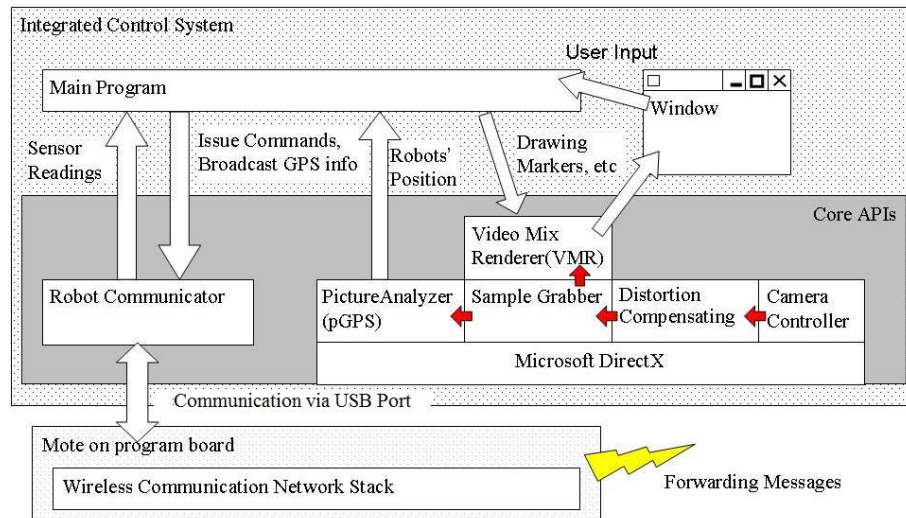 Integrated Control System
User Input
Main Program
Window
Sensor
Readings
Issue Commands,
Broadcast GPS info
Robots'
Position
Drawing
Markers, etc
Core APIs
Video Mix
Renderer(VMR)
Robot Communicator
PictureAnalyzer
(pGPS)
Sample Grabber
Distortion
Compensating
Camera
Controller
Microsoft DirectX
Communication via USB Port
Mote on program board
Wireless Communication Network Stack
Forwarding Messages